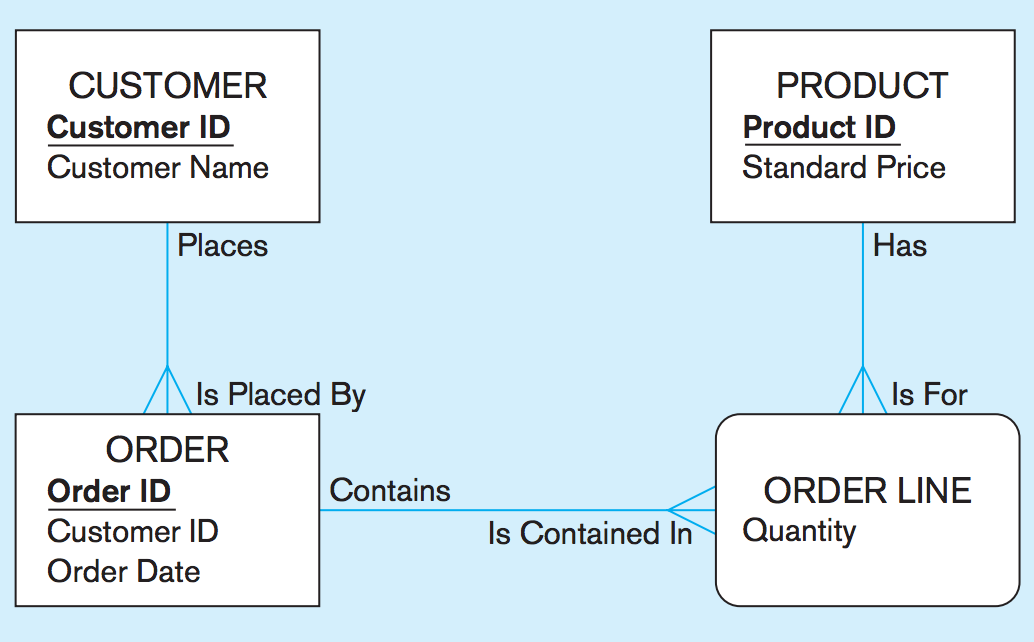 CUSTOMER
Customer ID
Customer Name
PRODUCT
Product ID
Standard Price
Places
Has
Is Placed By
Is For
ORDER
Order ID
Customer ID
Order Date
Contains
Is Contained In
ORDER LINE
Quantity